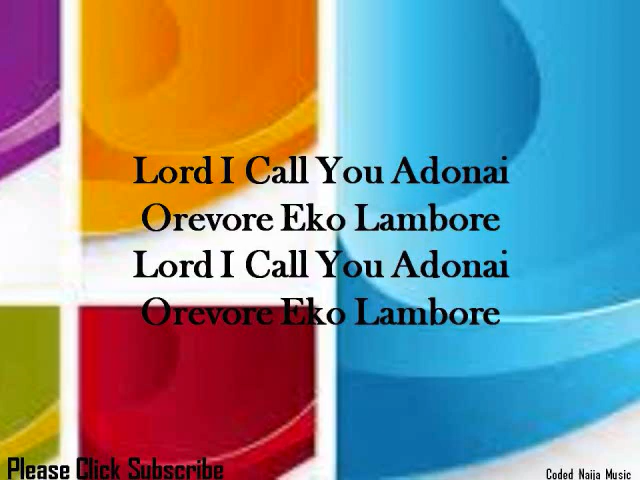 Lord I Call You Adonai
Orevore Eko Lambore
Lord I Call You Adonai
Orevore Eko Lambore
Please Click Subscribe
Coded Naija Music